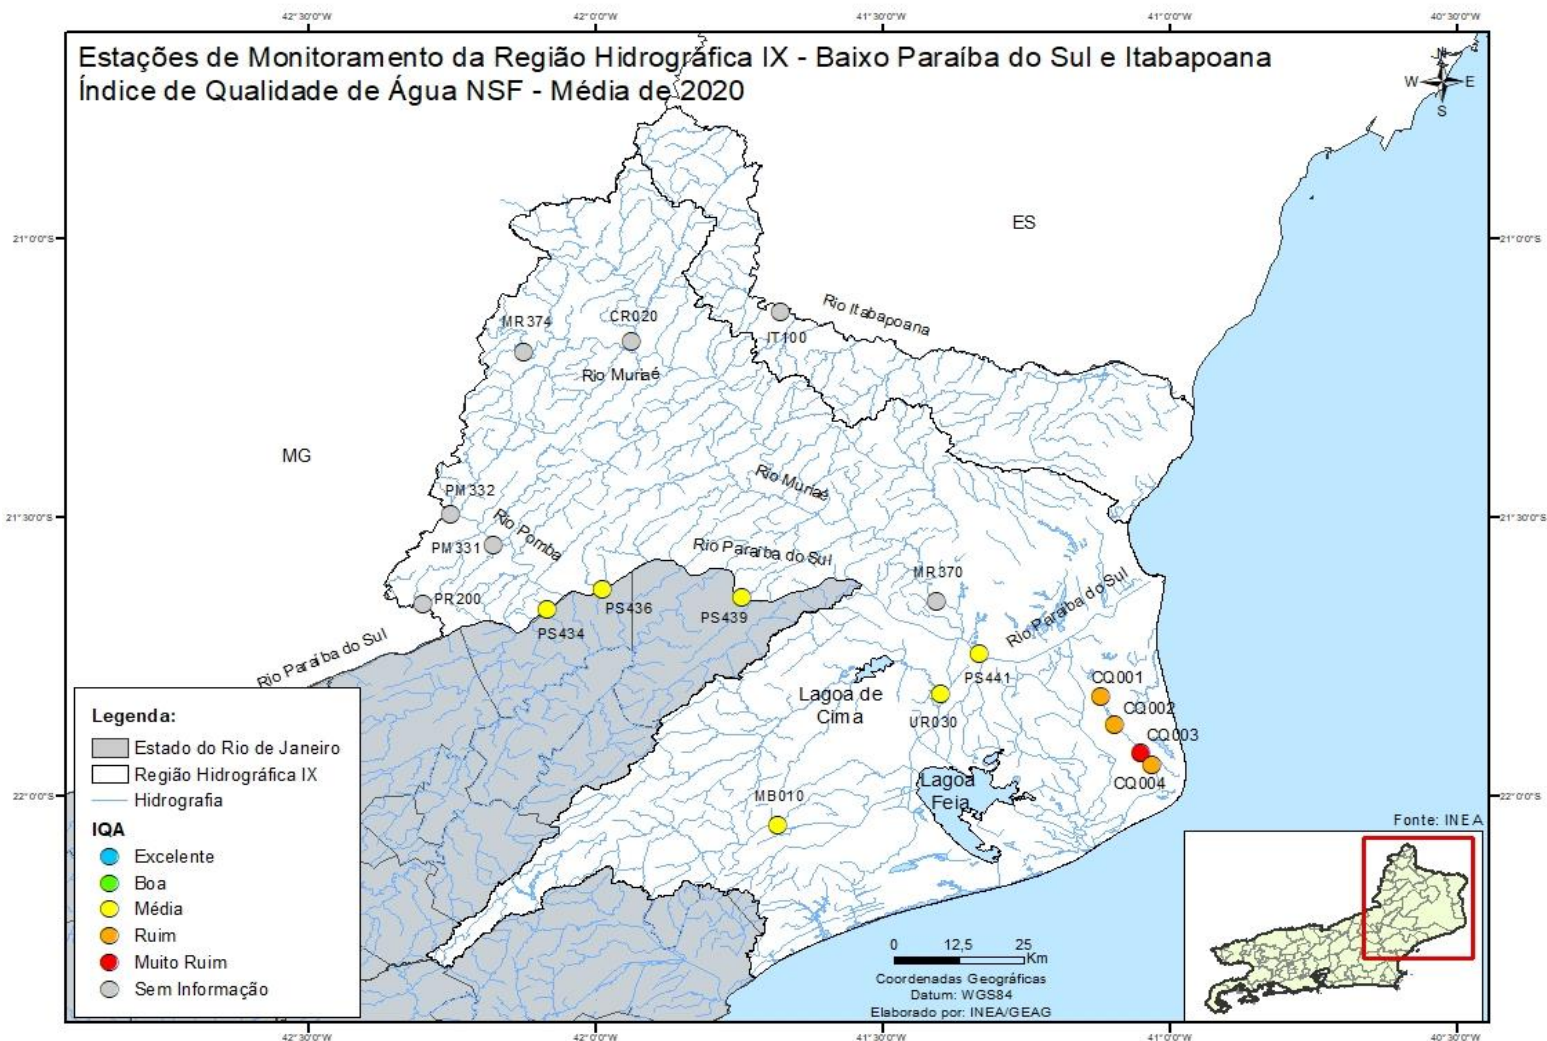 42°30'0"W 42°0'0"W 41°30'0"W 41°0'0"W 40°30'0"W
Estações de Monitoramento da Região Hidrográfica IX - Baixo Paraíba do Sul e Itabapoana
Índice de Qualidade de Água NSF - Média de 2020
N
W E
S
ES
21°0'0"S 21°0'0"S
Rio Itabapoana
CR020
MR374
IT100
Rio Muriaé
MG
Rio Muriaé
PM332
21°30'0"S 21°30'0"S
Rio Pomba
PM331
Rio Paraíba do Sul
MR370
PR200
PS436
PS439
PS434
Rio Paraíba do Sul
Rio Paraíba do Sul
PS441
CQ001
Lagoa de
Cima
CQ002
UR030
CQ003
Lagoa
Feia
CQ004
MB010
22°0'0"S 22°0'0"S
Legenda:
Estado do Rio de Janeiro
Região Hidrográfica IX
Hidrografia
IQA
Excelente
Boa
Média
Ruim
Muito Ruim
Sem Informação
Fonte: INEA
0 12,5 25
Km
Coordenadas Geográficas
Datum: WGS84
Elaborado por: INEA/GEAG
42°30'0"W 42°0'0"W 41°30'0"W 41°0'0"W 40°30'0"W